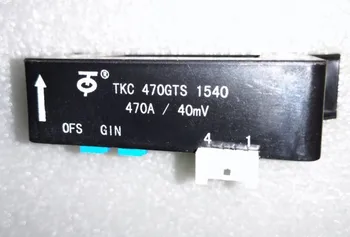 ®
TKC 470GTS 1540
470A / 40mV
OFS GIN
4 1